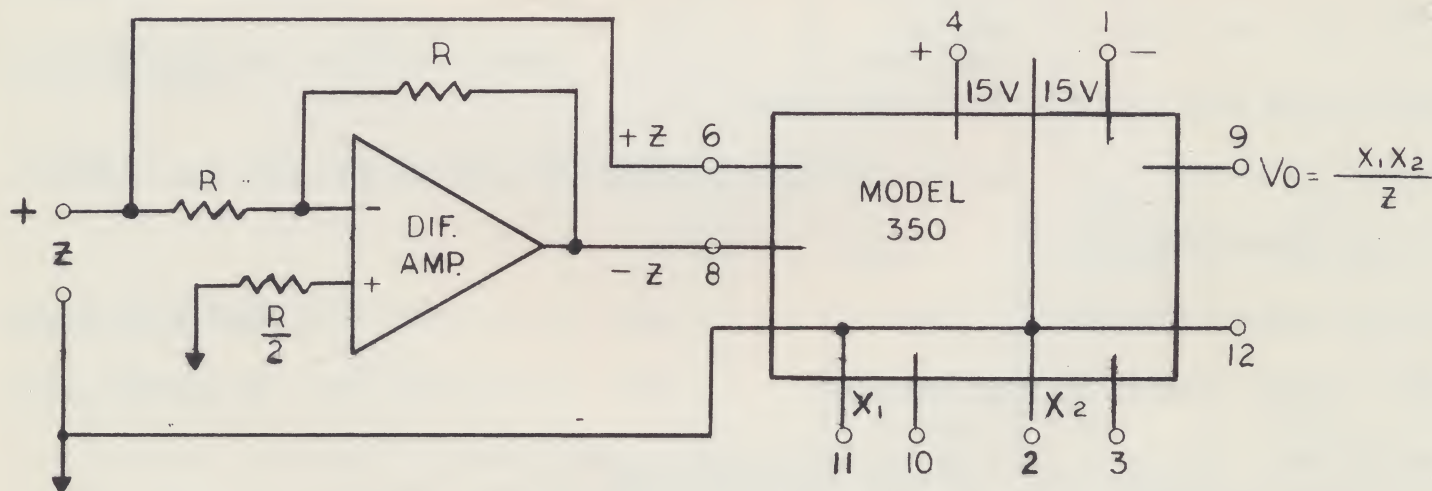 4 1
+ −
15V 15V
R
+ Z 6
9
VO = X₁X₂ / Z
R
MODEL
350
+
−
DIF.
AMP.
Z
− Z 8
+
R
2
12
X₁ X₂
11 10 2 3